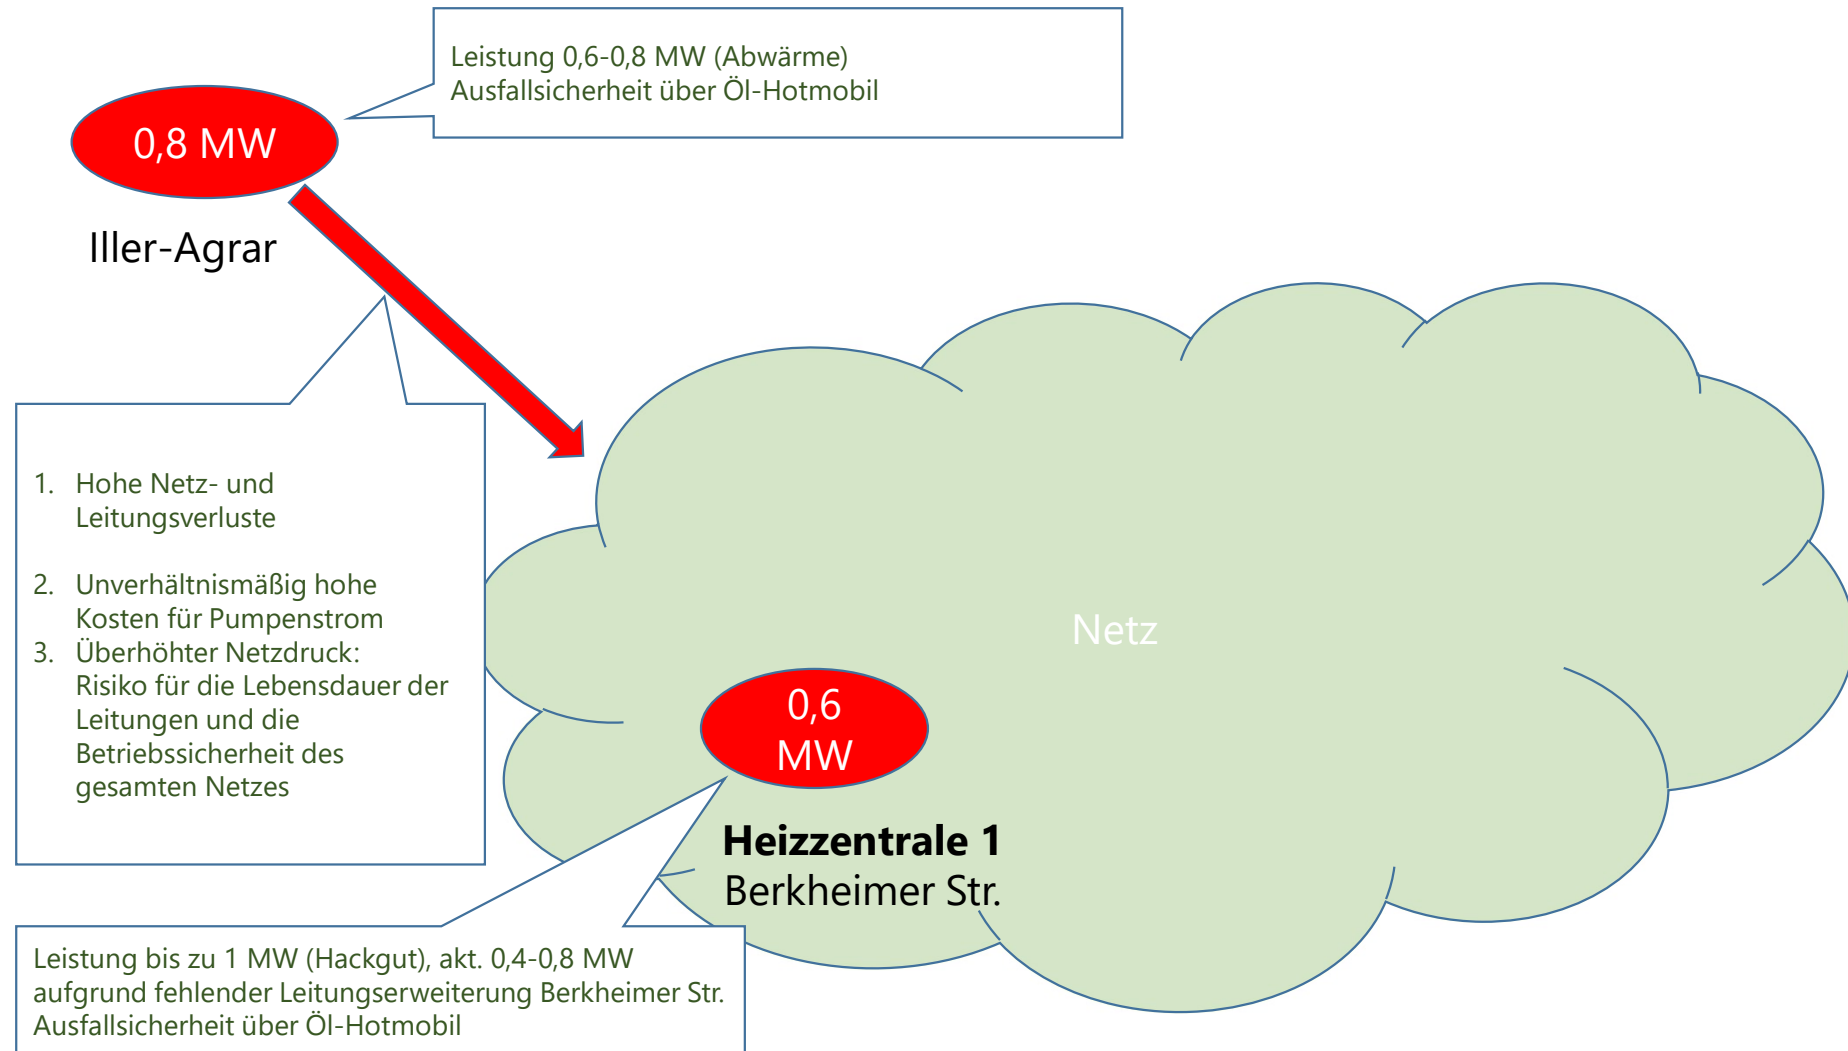 Leistung 0,6-0,8 MW (Abwärme)
Ausfallsicherheit über Öl-Hotmobil
0,8 MW
Iller-Agrar
1. Hohe Netz- und
Leitungsverluste
2. Unverhältnismäßig hohe
Kosten für Pumpenstrom
3. Überhöhter Netzdruck:
Risiko für die Lebensdauer der
Leitungen und die
Betriebssicherheit des
gesamten Netzes
Netz
0,6
MW
Heizzentrale 1
Berkheimer Str.
Leistung bis zu 1 MW (Hackgut), akt. 0,4-0,8 MW
aufgrund fehlender Leitungserweiterung Berkheimer Str.
Ausfallsicherheit über Öl-Hotmobil